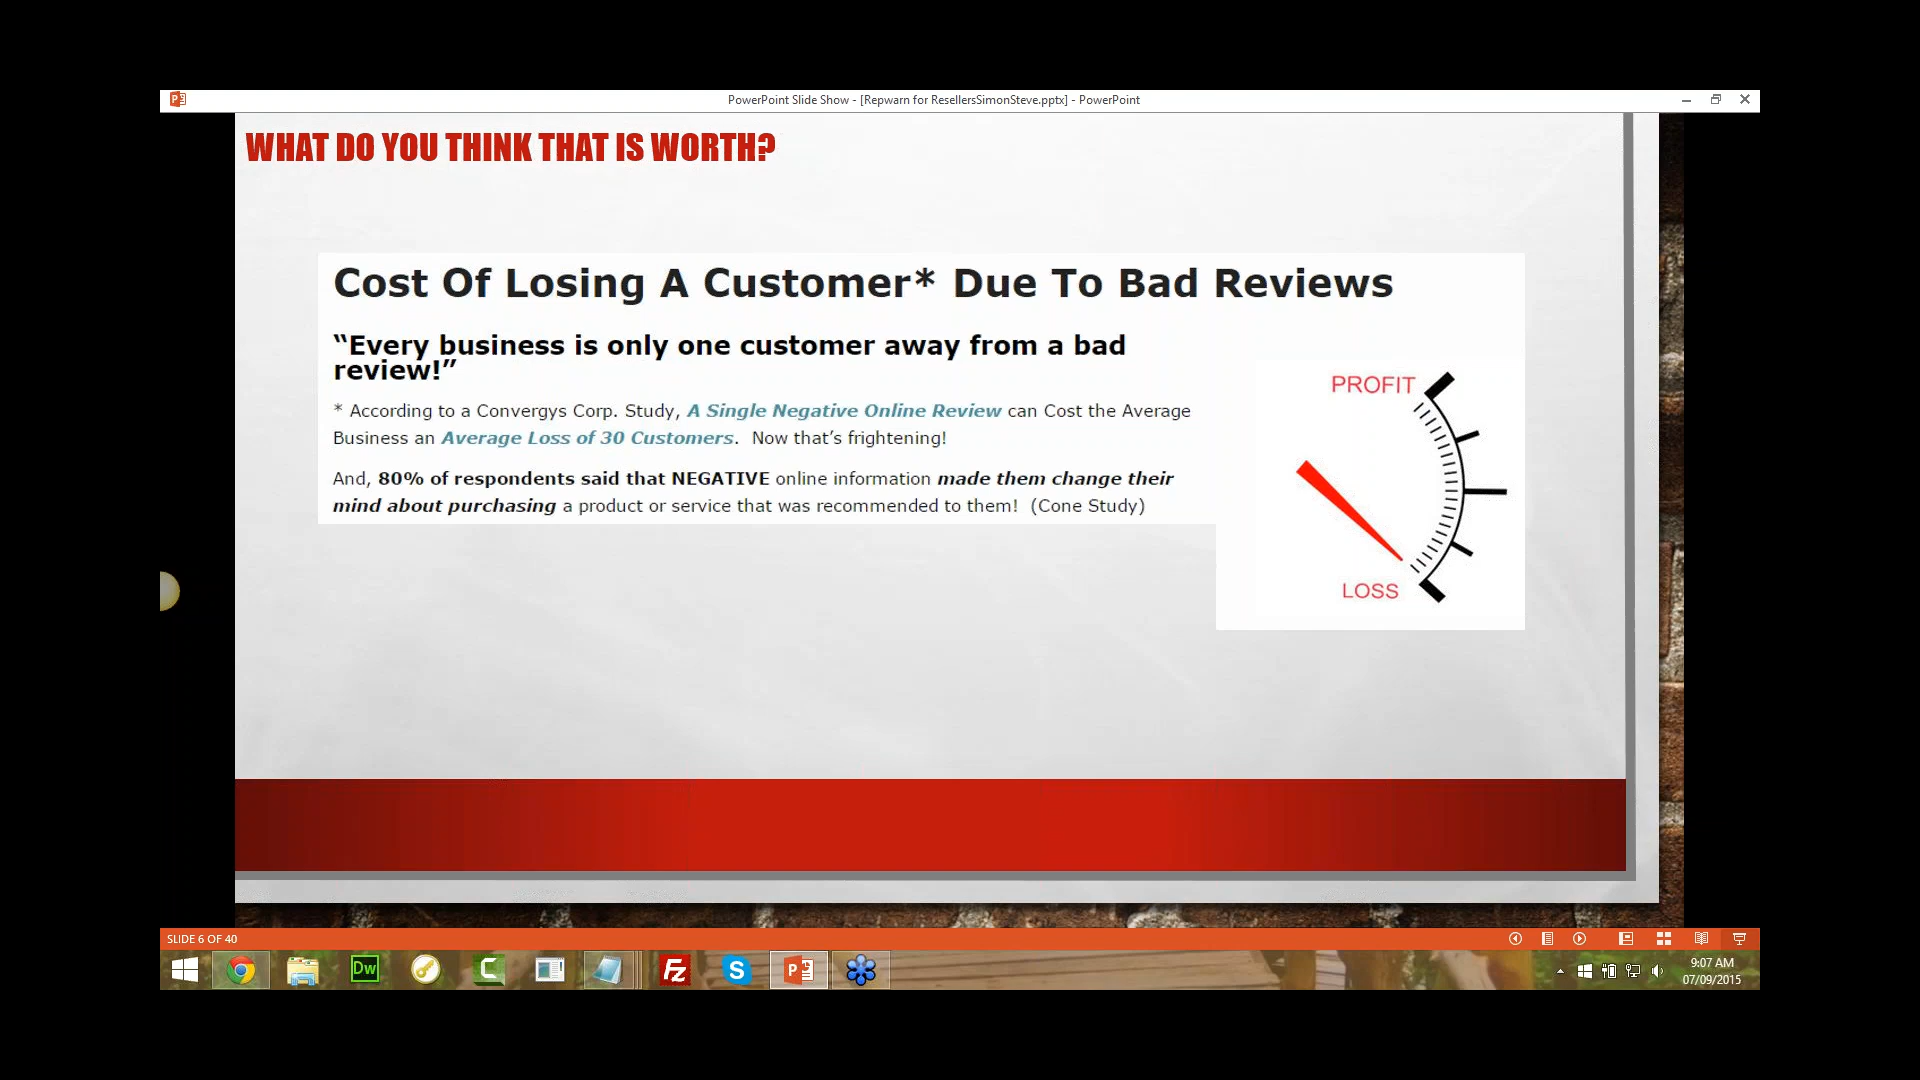 PowerPoint Slide Show - [Repwarn for ResellersSimonSteve.pptx] - PowerPoint
WHAT DO YOU THINK THAT IS WORTH?
Cost Of Losing A Customer* Due To Bad Reviews
“Every business is only one customer away from a bad
review!”
* According to a Convergys Corp. Study, A Single Negative Online Review can Cost the Average
Business an Average Loss of 30 Customers. Now that’s frightening!
And, 80% of respondents said that NEGATIVE online information made them change their
mind about purchasing a product or service that was recommended to them! (Cone Study)
PROFIT
LOSS
SLIDE 6 OF 40
Dw
C
Fz
S
P
9:07 AM
07/09/2015